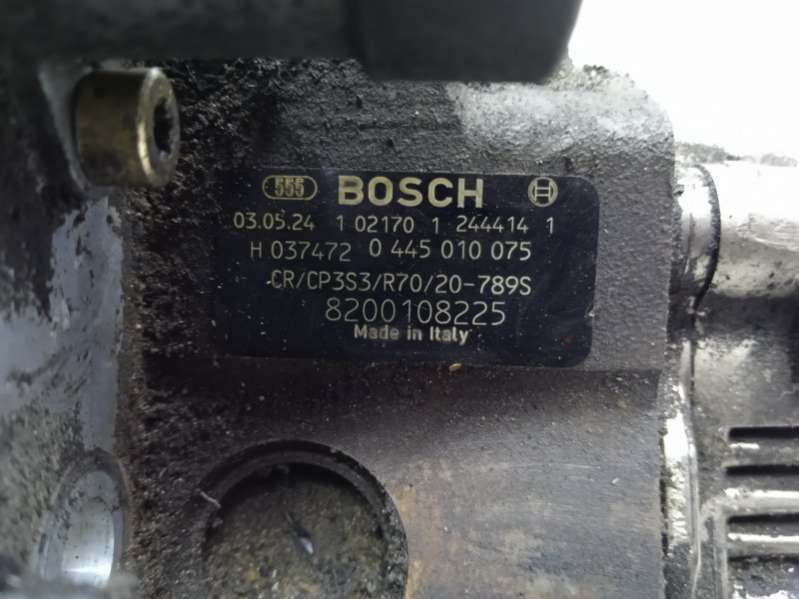 555 BOSCH
03.05.24 1 02170 1 244414 1
H 037472 0 445 010 075
CR/CP3S3/R70/20-789S
8200108225
Made in Italy